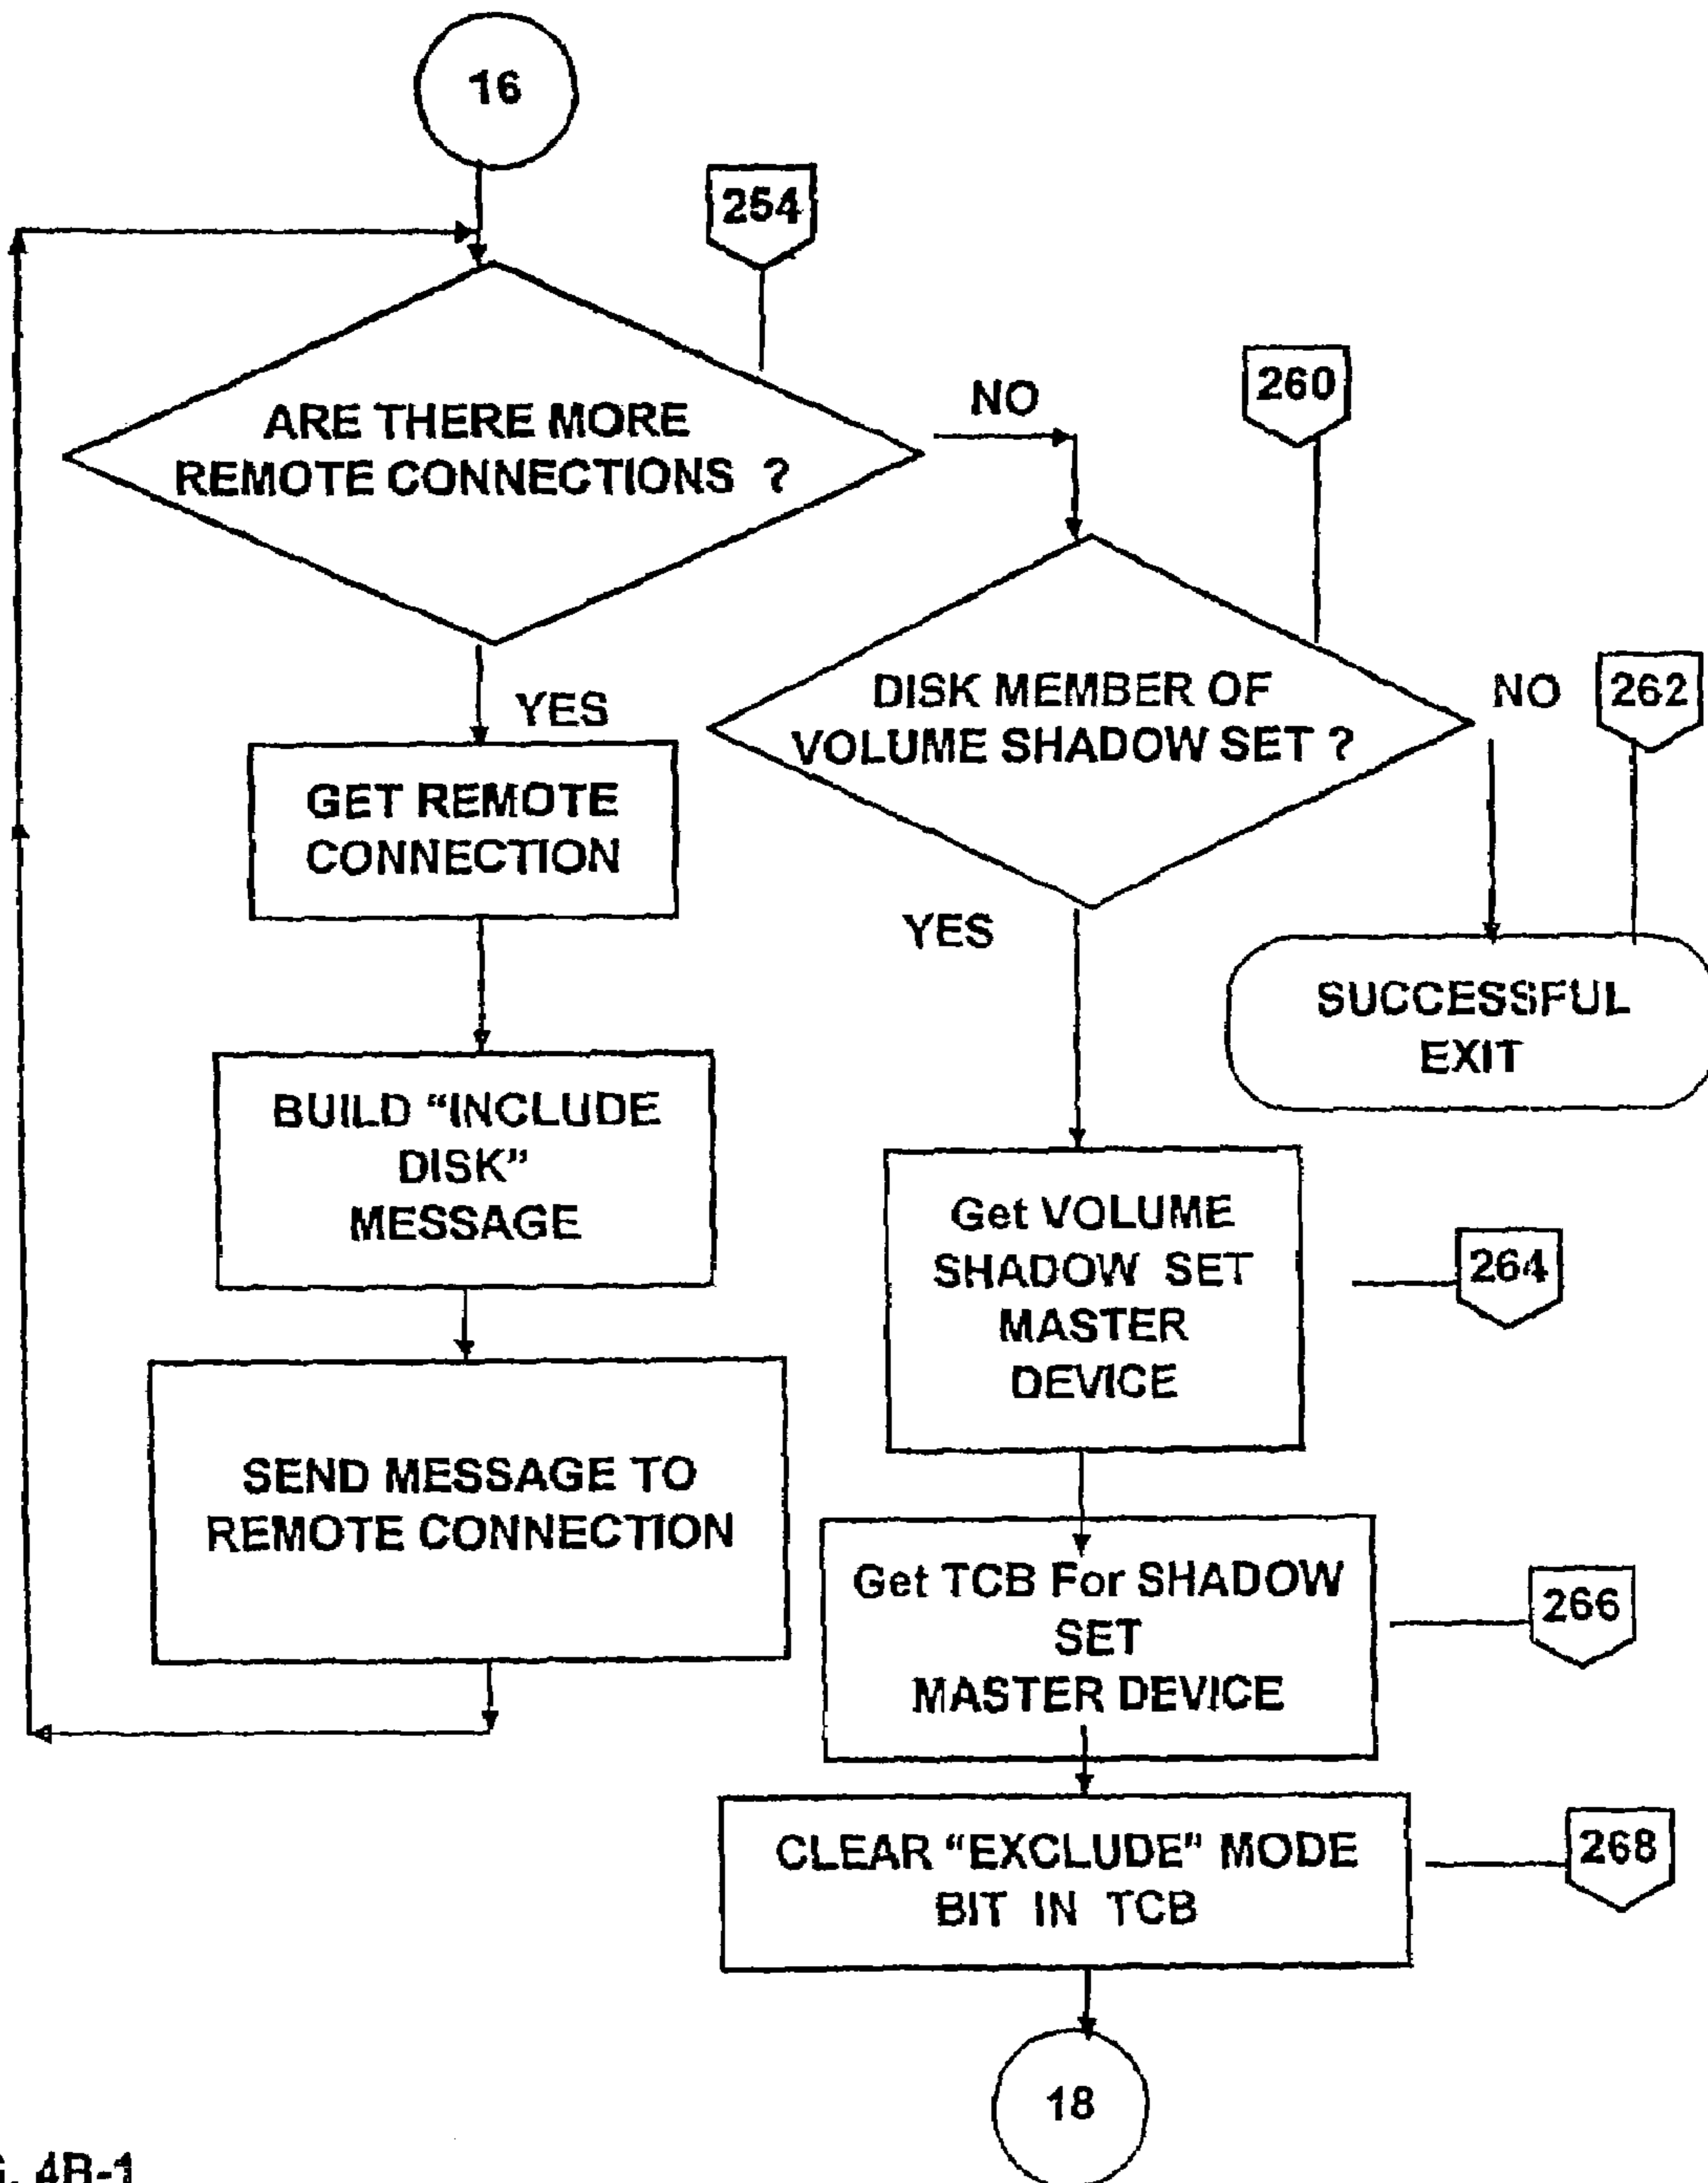 16
254
ARE THERE MORE
REMOTE CONNECTIONS ?
NO
260
YES
DISK MEMBER OF
VOLUME SHADOW SET ?
NO
262
GET REMOTE
CONNECTION
YES
SUCCESSFUL
EXIT
BUILD “INCLUDE
DISK”
MESSAGE
Get VOLUME
SHADOW SET
MASTER
DEVICE
264
SEND MESSAGE TO
REMOTE CONNECTION
Get TCB For SHADOW
SET
MASTER DEVICE
266
CLEAR “EXCLUDE” MODE
BIT IN TCB
268
18
G. 4B-1